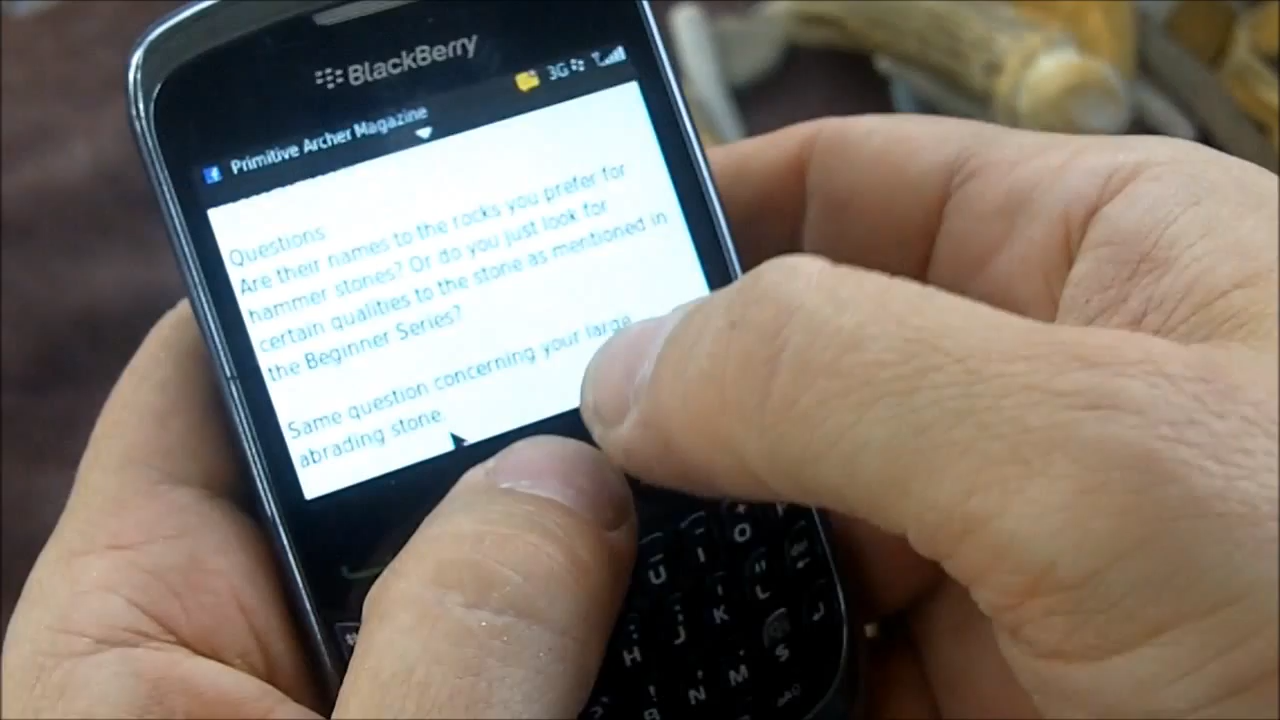 BlackBerry
3G
Primitive Archer Magazine
Questions
Are their names to the rocks you prefer for
hammer stones? Or do you just look for
certain qualities to the stone as mentioned in
the Beginner Series?
Same question concerning your large
abrading stone
U I O
H J K L
B N M